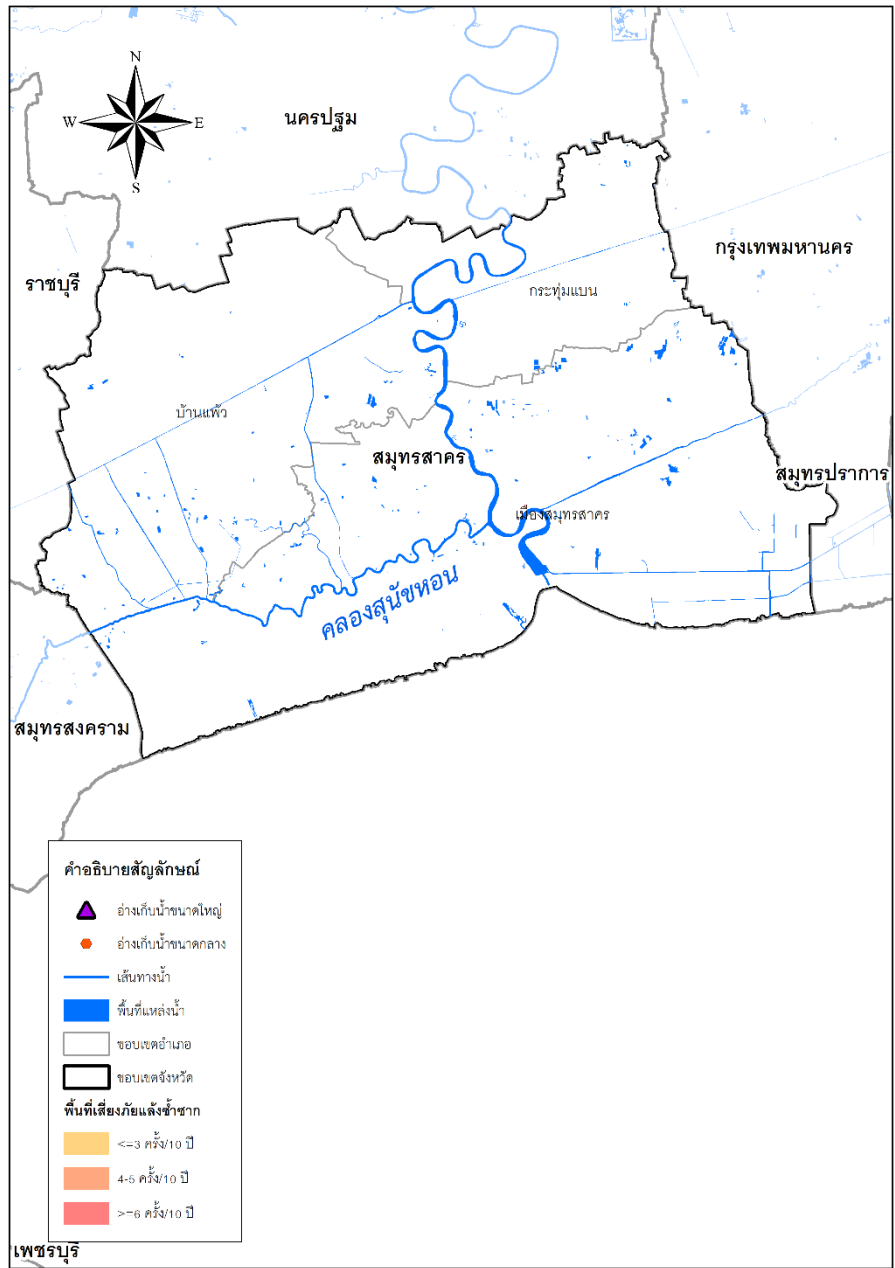 N
W
E
S
นครปฐม
กรุงเทพมหานคร
ราชบุรี
กระทุ่มแบน
บ้านแพ้ว
สมุทรสาคร
สมุทรปราการ
เมืองสมุทรสาคร
คลองสุนัขหอน
สมุทรสงคราม
คำอธิบายสัญลักษณ์
อ่างเก็บน้ำขนาดใหญ่
อ่างเก็บน้ำขนาดกลาง
เส้นทางน้ำ
พื้นที่แหล่งน้ำ
ขอบเขตอำเภอ
ขอบเขตจังหวัด
พื้นที่เสี่ยงภัยแล้งซ้ำซาก
<=3 ครั้ง/10 ปี
4-5 ครั้ง/10 ปี
>=6 ครั้ง/10 ปี
เพชรบุรี